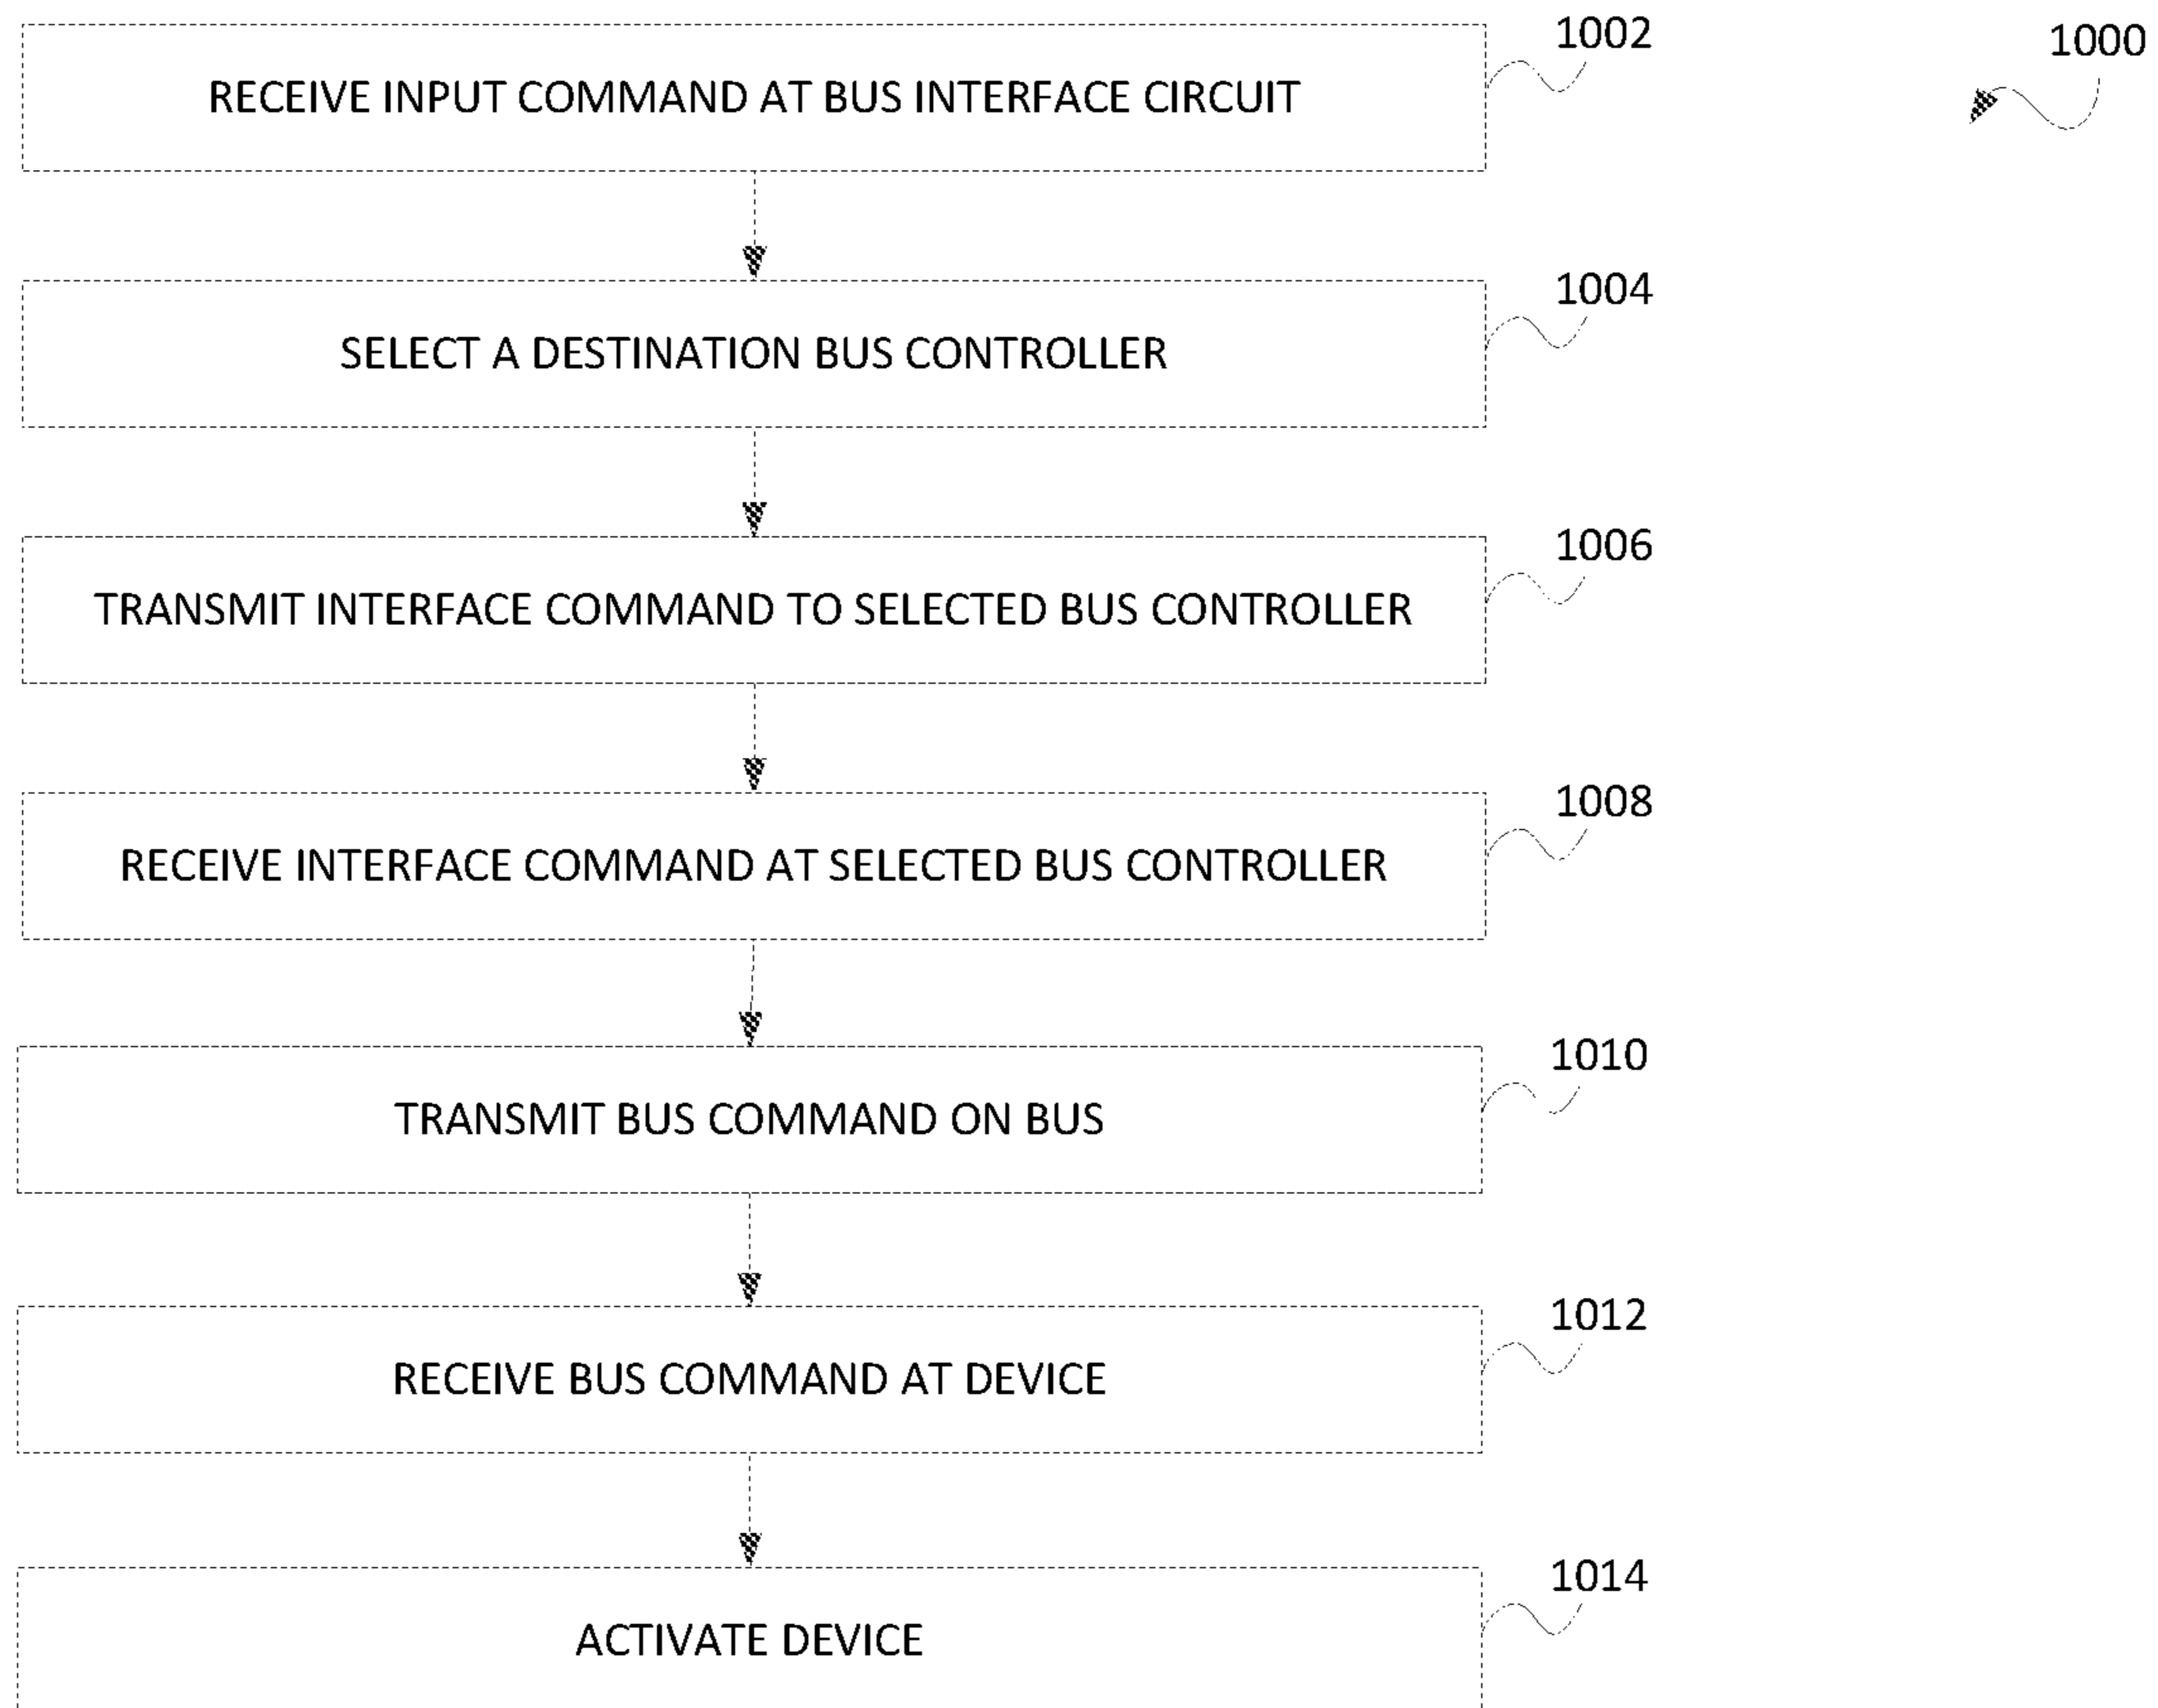 1002
1000
RECEIVE INPUT COMMAND AT BUS INTERFACE CIRCUIT
1004
SELECT A DESTINATION BUS CONTROLLER
1006
TRANSMIT INTERFACE COMMAND TO SELECTED BUS CONTROLLER
1008
RECEIVE INTERFACE COMMAND AT SELECTED BUS CONTROLLER
1010
TRANSMIT BUS COMMAND ON BUS
1012
RECEIVE BUS COMMAND AT DEVICE
1014
ACTIVATE DEVICE